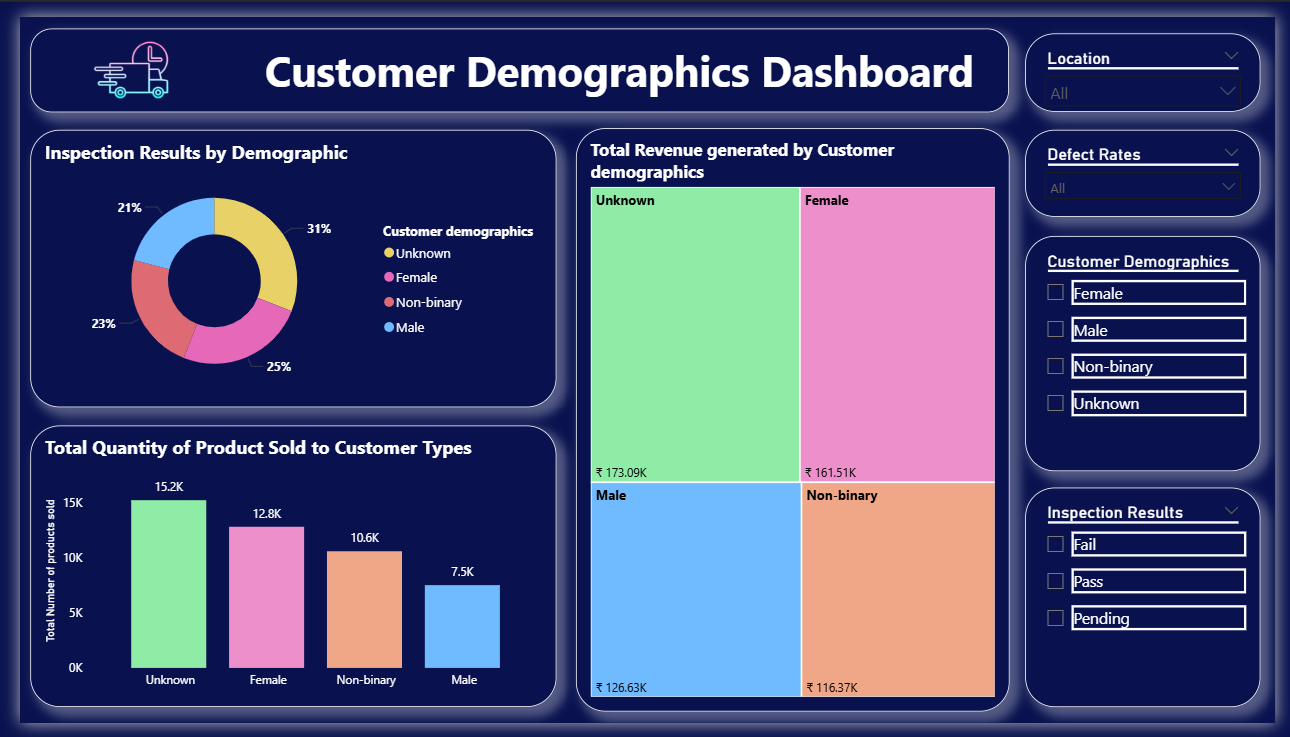 Customer Demographics Dashboard
Location
All
Defect Rates
All
Customer Demographics
Female
Male
Non-binary
Unknown
Inspection Results
Fail
Pass
Pending
Inspection Results by Demographic
21%
31%
23%
25%
Customer demographics
Unknown
Female
Non-binary
Male
Total Quantity of Product Sold to Customer Types
Total Number of products sold
15K
10K
5K
0K
15.2K
12.8K
10.6K
7.5K
Unknown
Female
Non-binary
Male
Total Revenue generated by Customer
demographics
Unknown
₹ 173.09K
Female
₹ 161.51K
Male
₹ 126.63K
Non-binary
₹ 116.37K